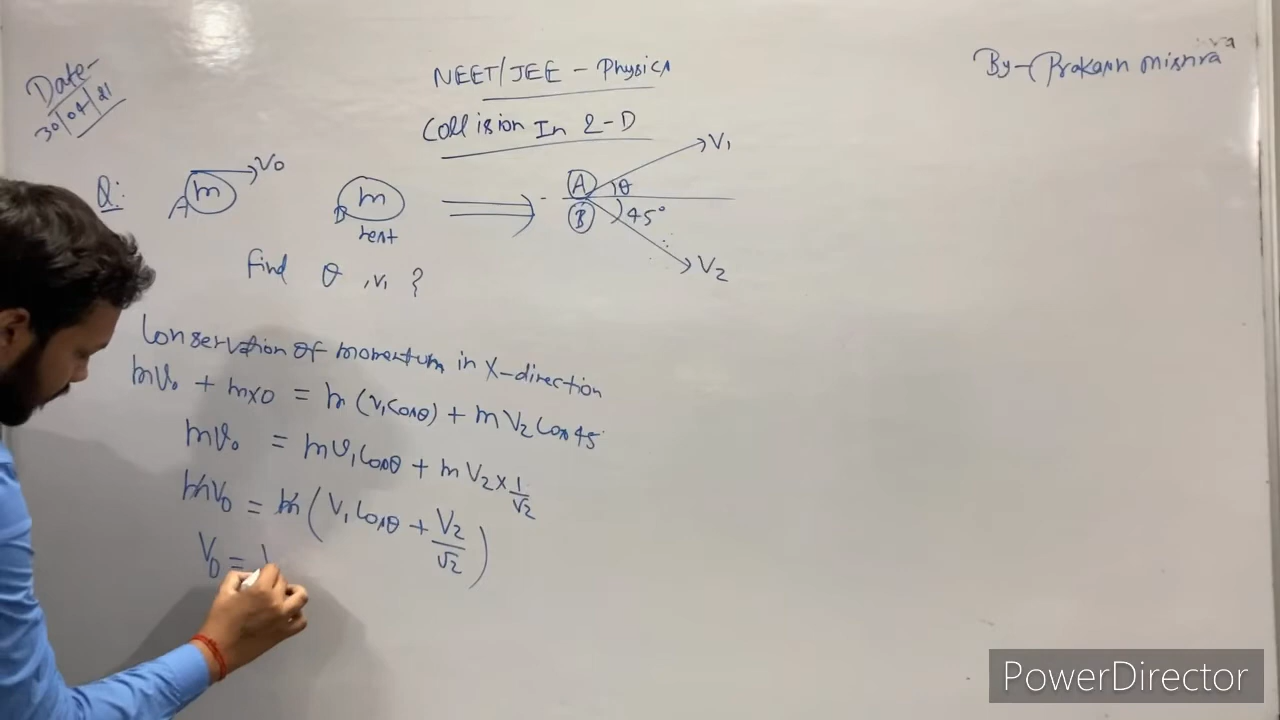 Date-
30/04/21
NEET/JEE - Physics
By - Prakash Mishra
Collision In 2-D
Q:
m
V₀
A
m
B
rest
A
θ
V₁
B
45°
V₂
Find θ, v₁ ?
Conservation of momentum in X-direction
mv₀ + m×0 = m (v₁cosθ) + m V₂ cos 45°
mv₀ = mv₁cosθ + m V₂ × 1/√2
mv₀ = m (V₁cosθ + V₂/√2)
V₀ =
PowerDirector